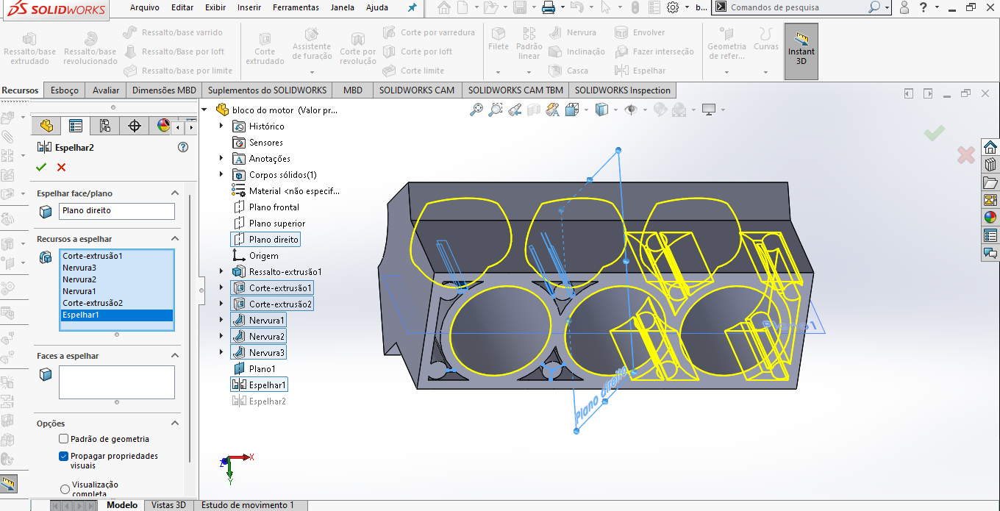 SOLIDWORKS
Arquivo Editar Exibir Inserir Ferramentas Janela Ajuda
b...
Comandos de pesquisa
Ressalto/base extrudado
Ressalto/base revolucionado
Ressalto/base varrido
Ressalto/Base por loft
Ressalto/base por limite
Corte extrudado
Assistente de furação
Corte por revolução
Corte por varredura
Corte por loft
Corte limite
Filete
Padrão linear
Nervura
Inclinação
Casca
Envolver
Fazer interseção
Espelhar
Geometria de refer...
Curvas
Instant 3D
Recursos Esboço Avaliar Dimensões MBD Suplementos do SOLIDWORKS MBD SOLIDWORKS CAM SOLIDWORKS CAM TBM SOLIDWORKS Inspection
Espelhar2
Espelhar face/plano
Plano direito
Recursos a espelhar
Corte-extrusão1
Nervura3
Nervura2
Nervura1
Corte-extrusão2
Espelhar1
Faces a espelhar
Opções
Padrão de geometria
Propagar propriedades
visuais
Visualização
completa
bloco do motor (Valor pr...
Histórico
Sensores
Anotações
Corpos sólidos(1)
Material <não especif...
Plano frontal
Plano superior
Plano direito
Origem
Ressalto-extrusão1
Corte-extrusão1
Corte-extrusão2
Nervura1
Nervura2
Nervura3
Plano1
Espelhar1
Espelhar2
Plano1
Plano direito
X
Y
Z
Modelo Vistas 3D Estudo de movimento 1